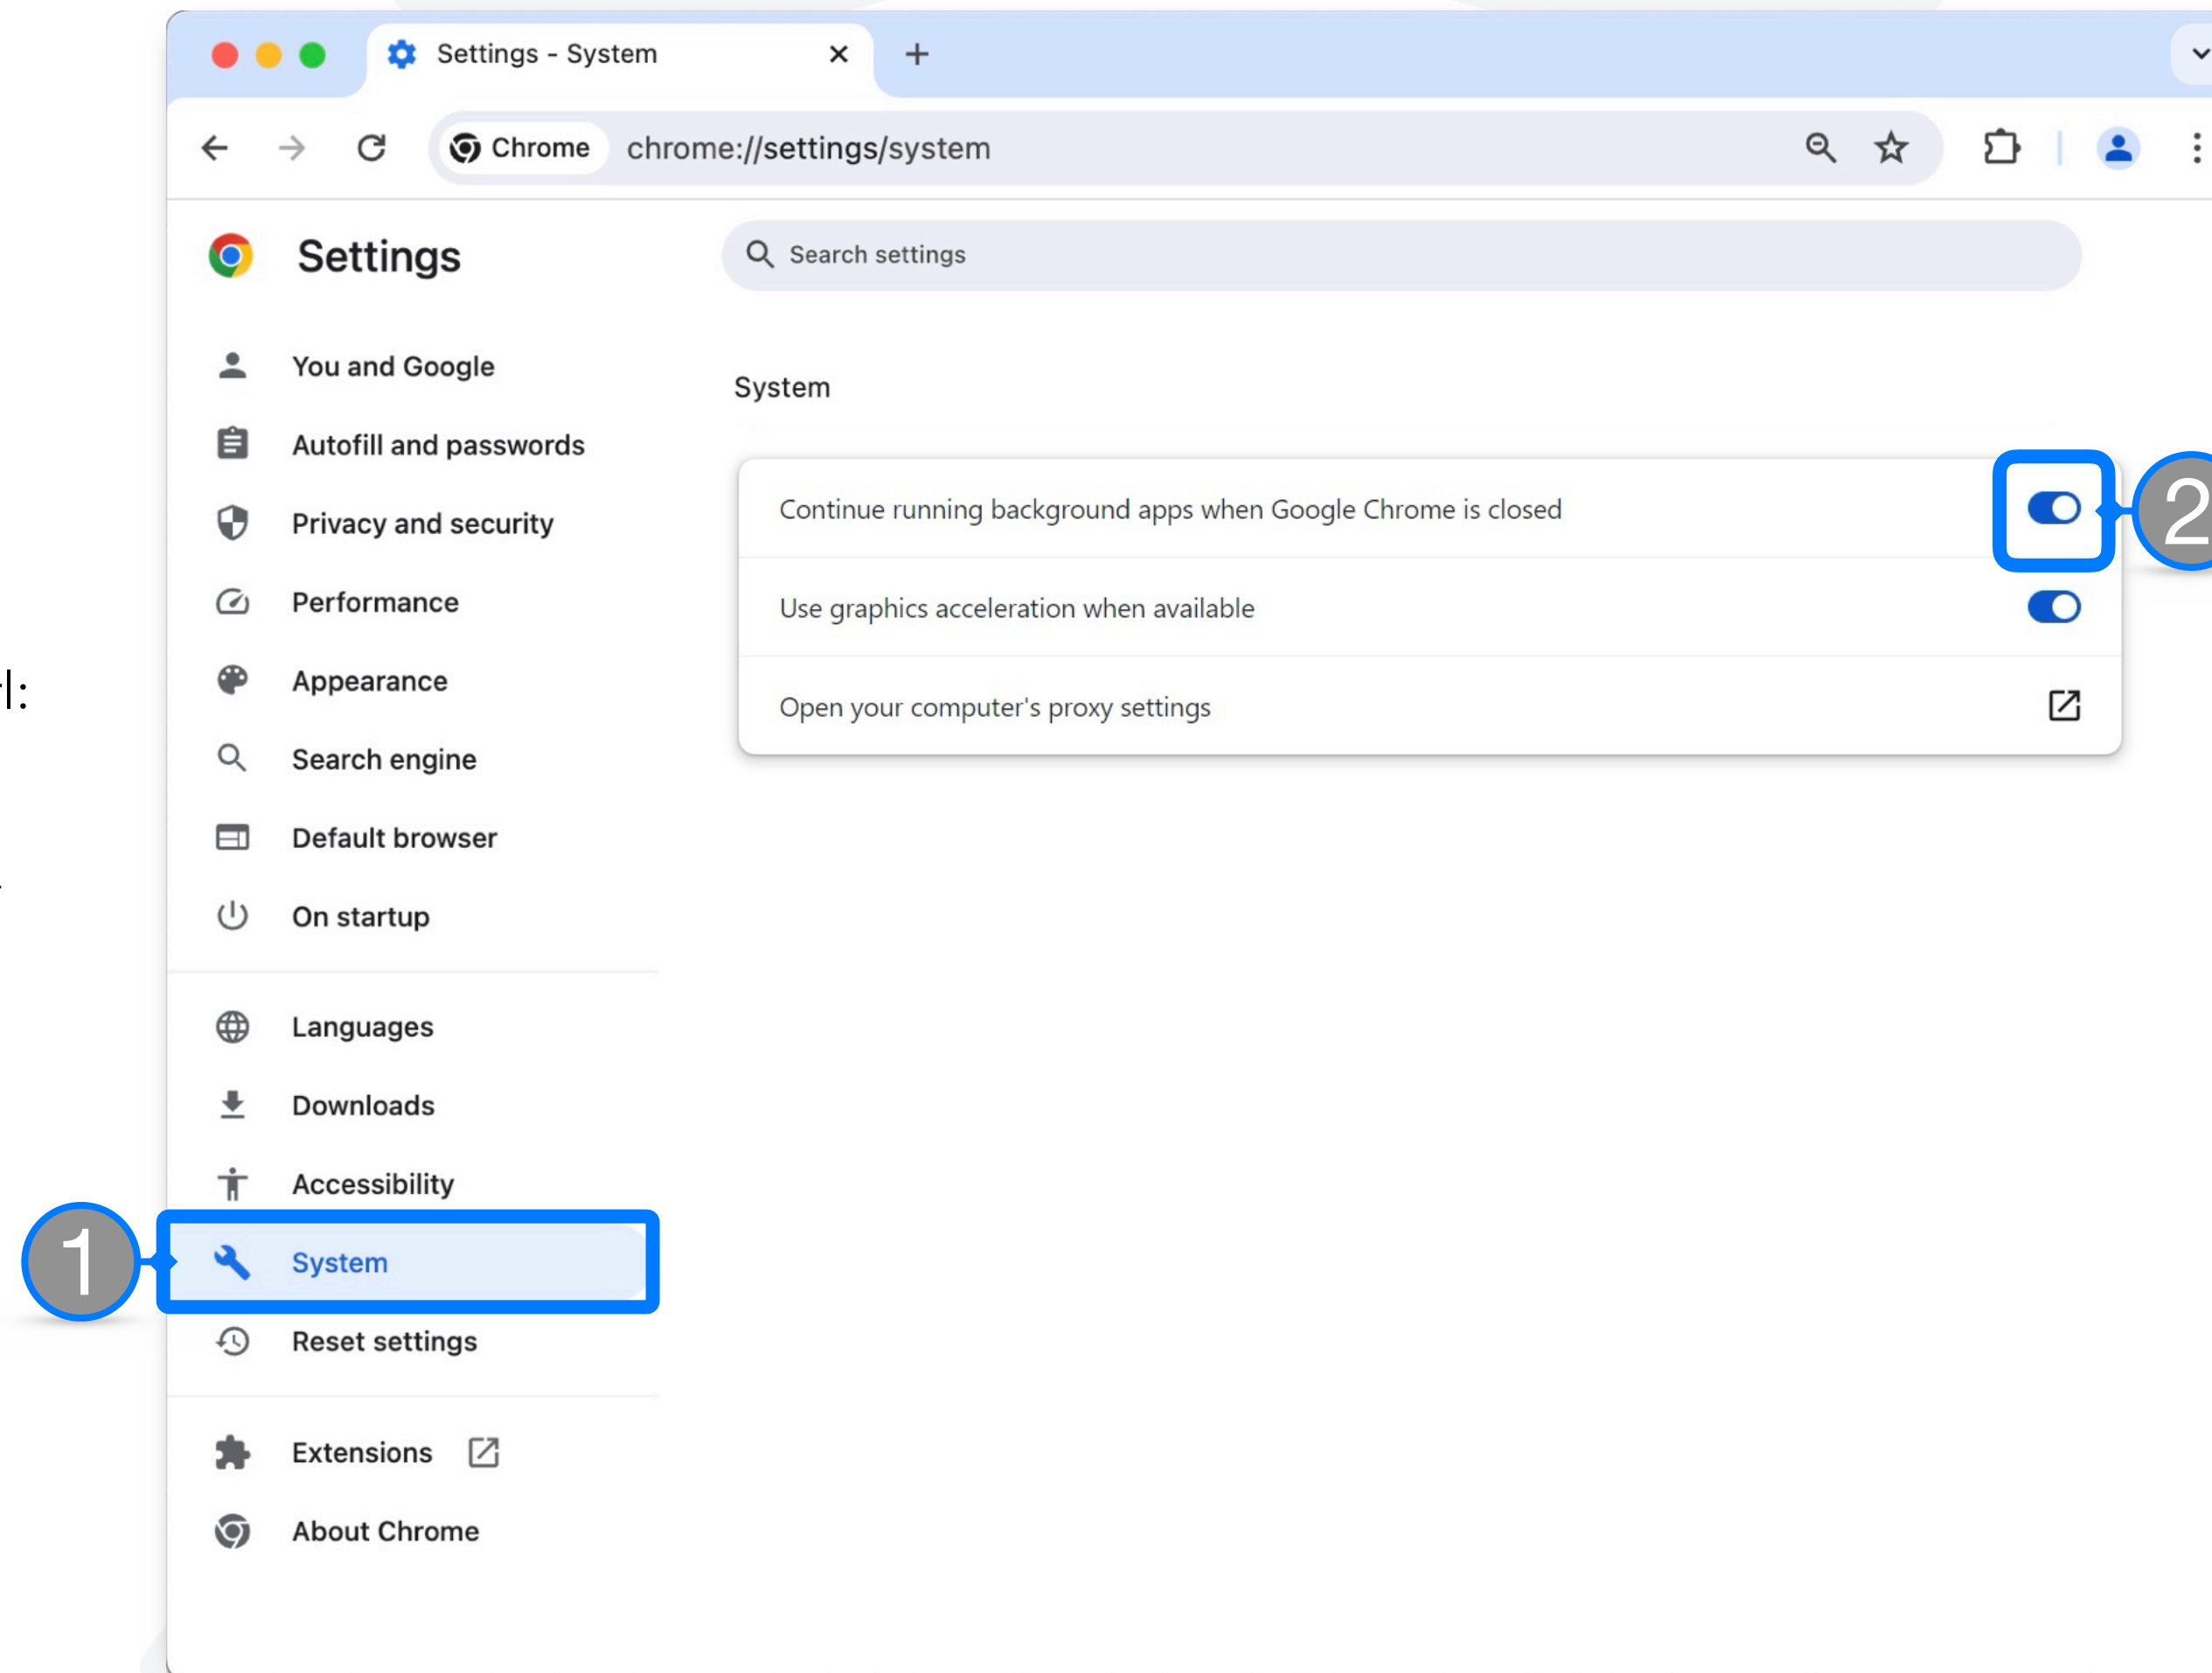 Settings - System
Chrome chrome://settings/system
Settings
Search settings
You and Google
Autofill and passwords
Privacy and security
Performance
Appearance
Search engine
Default browser
On startup
Languages
Downloads
Accessibility
1
System
Reset settings
Extensions
About Chrome
System
Continue running background apps when Google Chrome is closed
2
Use graphics acceleration when available
Open your computer's proxy settings